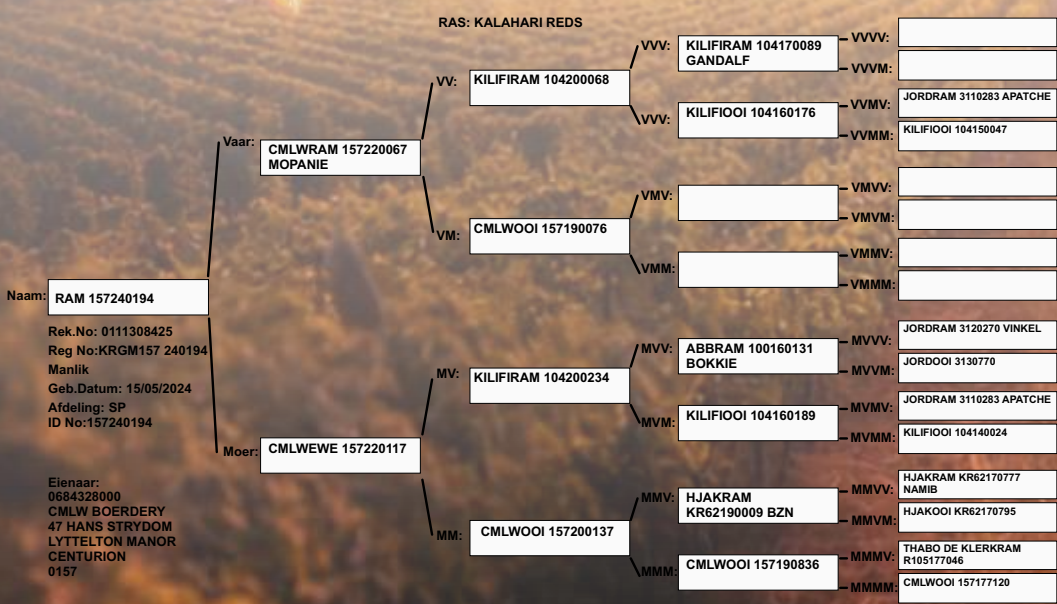 RAS: KALAHARI REDS
Naam:
RAM 157240194
Rek.No: 0111308425
Reg No:KRGM157 240194
Manlik
Geb.Datum: 15/05/2024
Afdeling: SP
ID No:157240194
Eienaar:
0684328000
CMLW BOERDERY
47 HANS STRYDOM
LYTTELTON MANOR
CENTURION
0157
Vaar:
CMLWRAM 157220067
MOPANIE
Moer:
CMLWEWE 157220117
VV:
KILIFIRAM 104200068
VM:
CMLWOOI 157190076
MV:
KILIFIRAM 104200234
MM:
CMLWOOI 157200137
VVV:
KILIFIRAM 104170089
GANDALF
VVV:
KILIFIOOI 104160176
VMV:
VMM:
MVV:
ABBRAM 100160131
BOKKIE
MVM:
KILIFIOOI 104160189
MMV:
HJAKRAM
KR62190009 BZN
MMM:
CMLWOOI 157190836
VVVV:
VVVM:
VVMV:
JORDRAM 3110283 APATCHE
VVMM:
KILIFIOOI 104150047
VMVV:
VMVM:
VMMV:
VMMM:
MVVV:
JORDRAM 3120270 VINKEL
MVVM:
JORDOOI 3130770
MVMV:
JORDRAM 3110283 APATCHE
MVMM:
KILIFIOOI 104140024
MMVV:
HJAKRAM KR62170777
NAMIB
MMVM:
HJAKOOI KR62170795
MMMV:
THABO DE KLERKRAM
R105177046
MMMM:
CMLWOOI 157177120